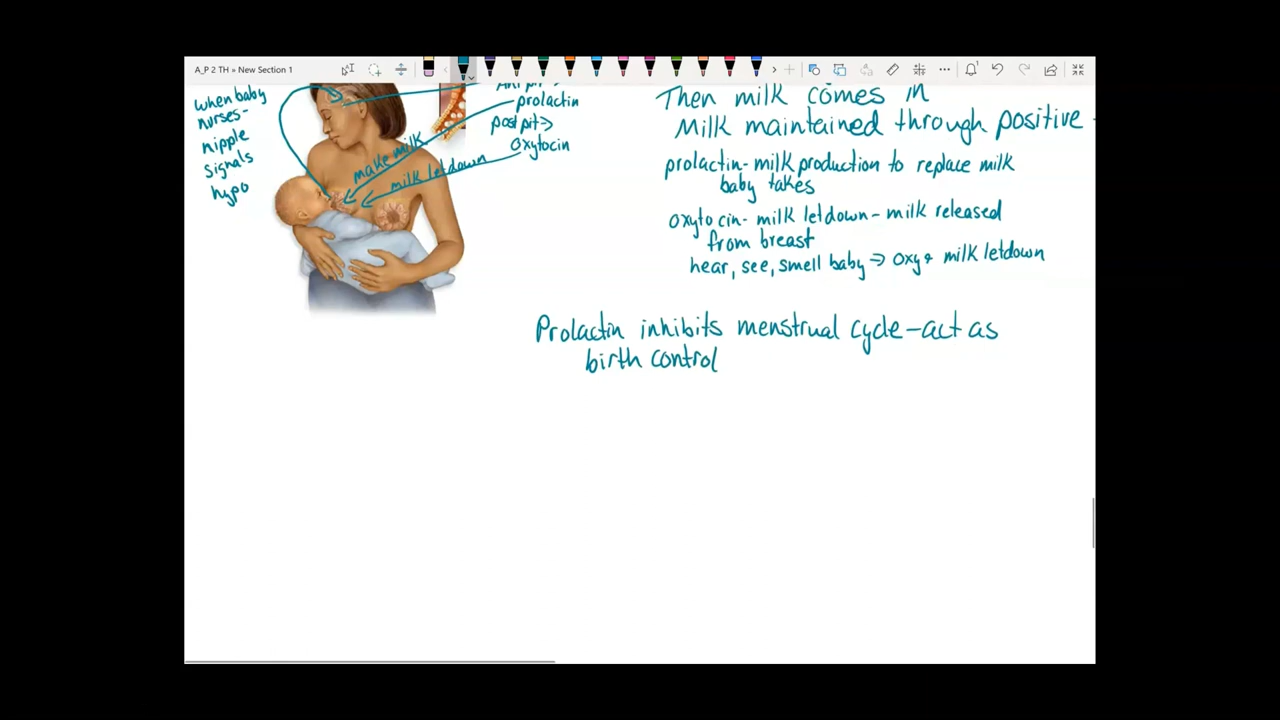 A_P 2 TH » New Section 1
when baby
nurses-
nipple
signals
hypo
prolactin
post pit →
oxytocin
make milk
milk letdown
Then milk comes in
Milk maintained through positive
prolactin- milk production to replace milk
baby takes
oxytocin- milk letdown- milk released
from breast
hear, see, smell baby → oxy & milk letdown
Prolactin inhibits menstrual cycle – act as
birth control